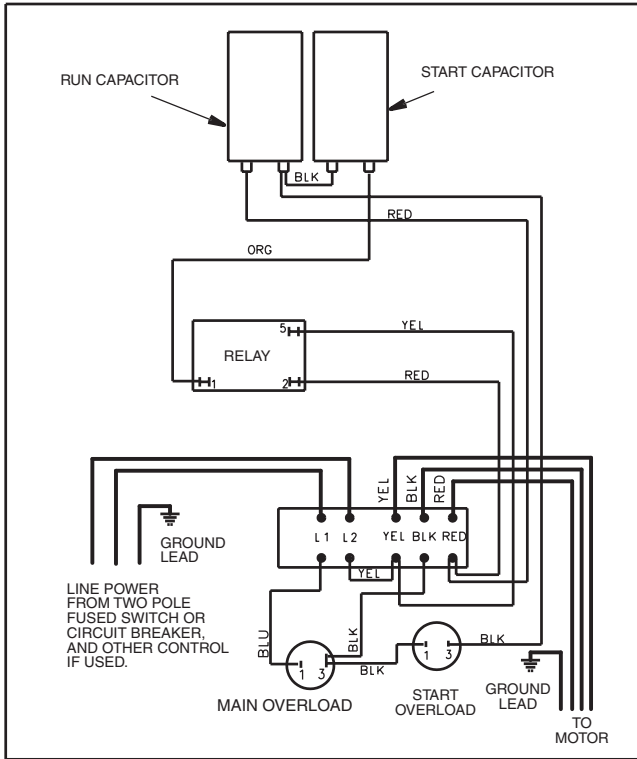 RUN CAPACITOR
START CAPACITOR
BLK
RED
ORG
5
YEL
RELAY
1
2
RED
YEL
BLK
RED
GROUND
LEAD
L1 L2 YEL BLK RED
YEL
LINE POWER
FROM TWO POLE
FUSED SWITCH OR
CIRCUIT BREAKER,
AND OTHER CONTROL
IF USED.
BLU
BLK
1 3
BLK
1 3
BLK
MAIN OVERLOAD
START
OVERLOAD
GROUND
LEAD
TO
MOTOR